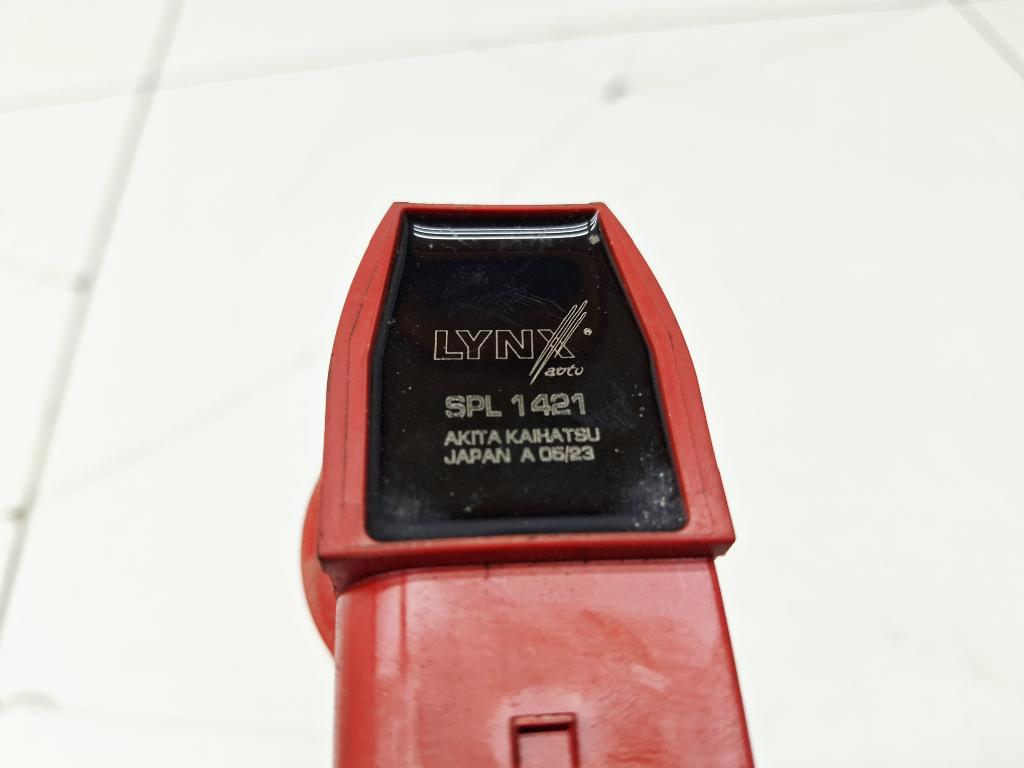 LYNX®
auto
SPL 1421
AKITA KAIHATSU
JAPAN A 05/23